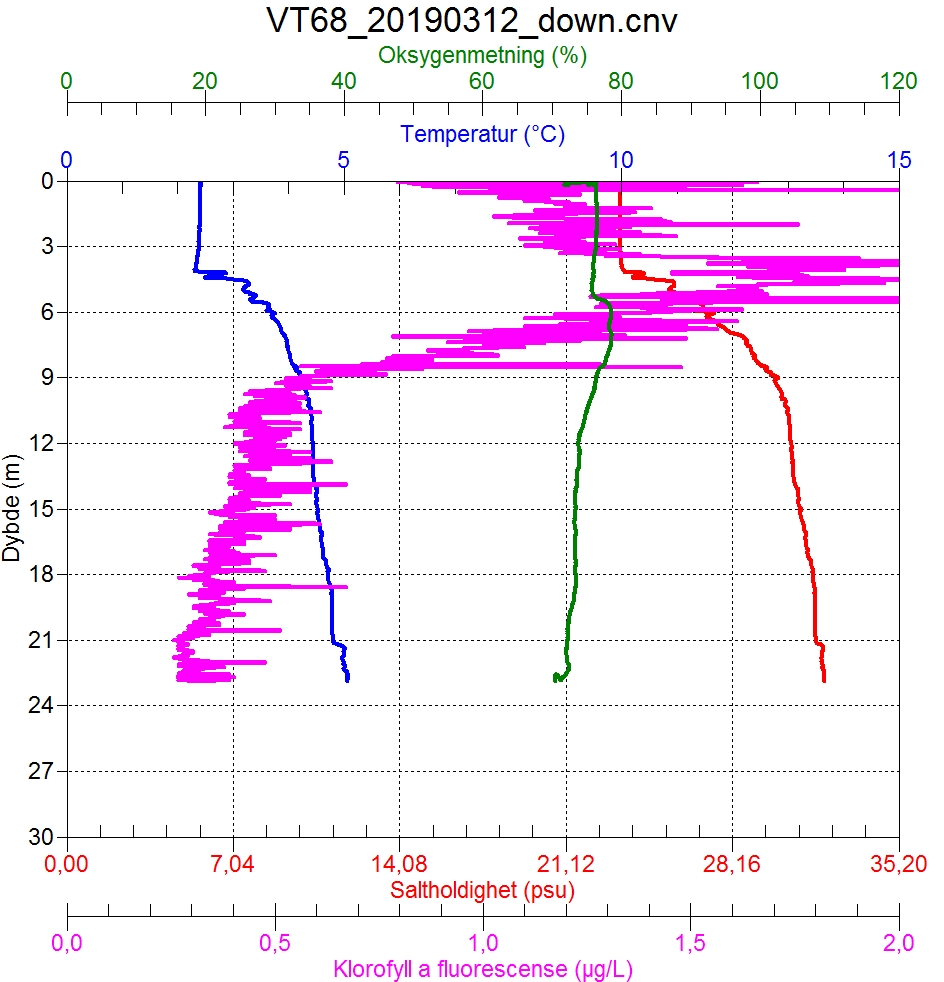 VT68_20190312_down.cnv
Oksygenmetning (%)
0 20 40 60 80 100 120
Temperatur (°C)
0 5 10 15
0
3
6
9
12
15
18
21
24
27
30
Dybde (m)
0,00 7,04 14,08 21,12 28,16 35,20
Saltholdighet (psu)
0,0 0,5 1,0 1,5 2,0
Klorofyll a fluorescense (µg/L)